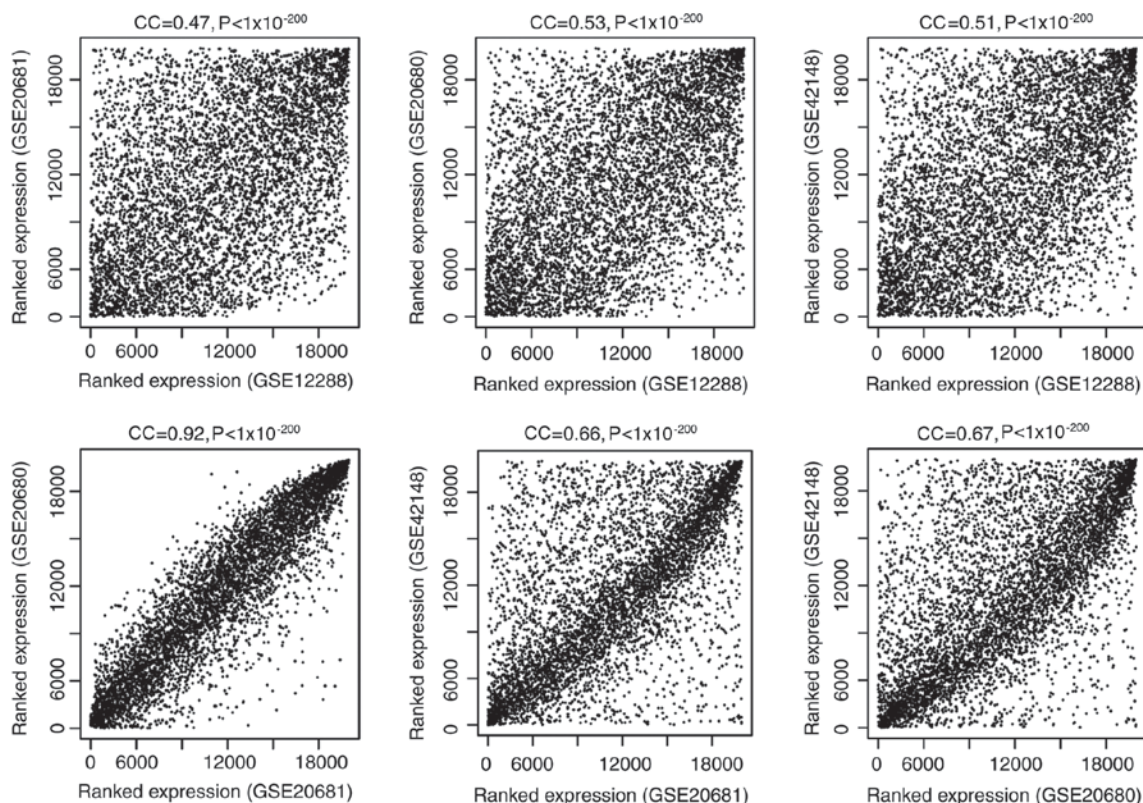 CC=0.47, P<1x10⁻²⁰⁰
Ranked expression (GSE20681)
18000
12000
6000
0
0 6000 12000 18000
Ranked expression (GSE12288)
CC=0.53, P<1x10⁻²⁰⁰
Ranked expression (GSE20680)
18000
12000
6000
0
0 6000 12000 18000
Ranked expression (GSE12288)
CC=0.51, P<1x10⁻²⁰⁰
Ranked expression (GSE42148)
18000
12000
6000
0
0 6000 12000 18000
Ranked expression (GSE12288)
CC=0.92, P<1x10⁻²⁰⁰
Ranked expression (GSE20680)
18000
12000
6000
0
0 6000 12000 18000
Ranked expression (GSE20681)
CC=0.66, P<1x10⁻²⁰⁰
Ranked expression (GSE42148)
18000
12000
6000
0
0 6000 12000 18000
Ranked expression (GSE20681)
CC=0.67, P<1x10⁻²⁰⁰
Ranked expression (GSE42148)
18000
12000
6000
0
0 6000 12000 18000
Ranked expression (GSE20680)